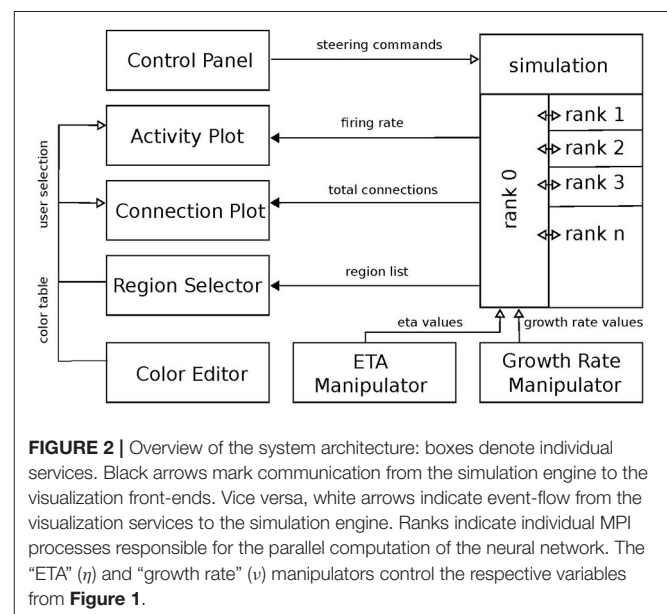 Control Panel
steering commands
simulation
Activity Plot
firing rate
rank 0
rank 1
rank 2
rank 3
rank n
user selection
Connection Plot
total connections
Region Selector
region list
color table
Color Editor
eta values
growth rate values
ETA
Manipulator
Growth Rate
Manipulator
FIGURE 2 | Overview of the system architecture: boxes denote individual
services. Black arrows mark communication from the simulation engine to the
visualization front-ends. Vice versa, white arrows indicate event-flow from the
visualization services to the simulation engine. Ranks indicate individual MPI
processes responsible for the parallel computation of the neural network. The
“ETA” (η) and “growth rate” (ν) manipulators control the respective variables
from Figure 1.